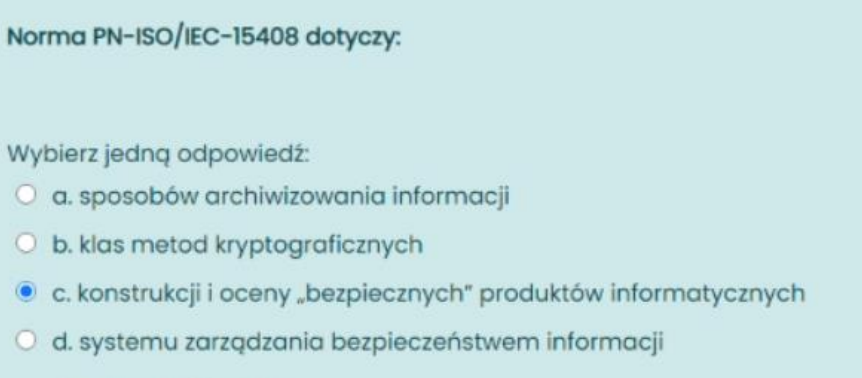 Norma PN-ISO/IEC-15408 dotyczy:
Wybierz jedną odpowiedź:
a. sposobów archiwizowania informacji
b. klas metod kryptograficznych
c. konstrukcji i oceny „bezpiecznych" produktów informatycznych
d. systemu zarządzania bezpieczeństwem informacji